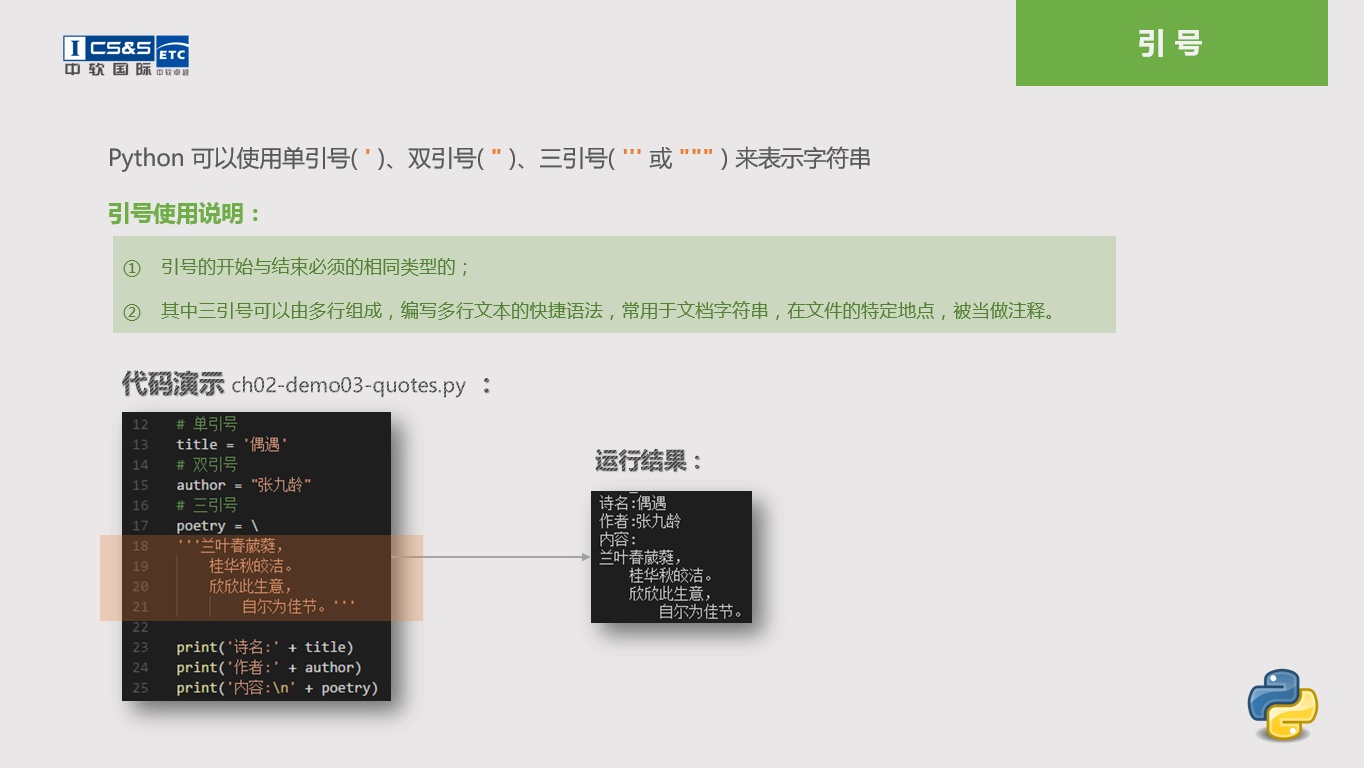 I CS&S ETC
中软国际 中软卓越
引号
Python 可以使用单引号( ' )、双引号( " )、三引号( ''' 或 """ ) 来表示字符串
引号使用说明：
① 引号的开始与结束必须的相同类型的；
② 其中三引号可以由多行组成，编写多行文本的快捷语法，常用于文档字符串，在文件的特定地点，被当做注释。
代码演示 ch02-demo03-quotes.py ：
12 # 单引号
13 title = '偶遇'
14 # 双引号
15 author = "张九龄"
16 # 三引号
17 poetry = \
18 '''兰叶春葳蕤，
19 桂华秋皎洁。
20 欣欣此生意，
21 自尔为佳节。'''
22
23 print('诗名:' + title)
24 print('作者:' + author)
25 print('内容:\n' + poetry)
运行结果：
诗名:偶遇
作者:张九龄
内容:
兰叶春葳蕤，
桂华秋皎洁。
欣欣此生意，
自尔为佳节。